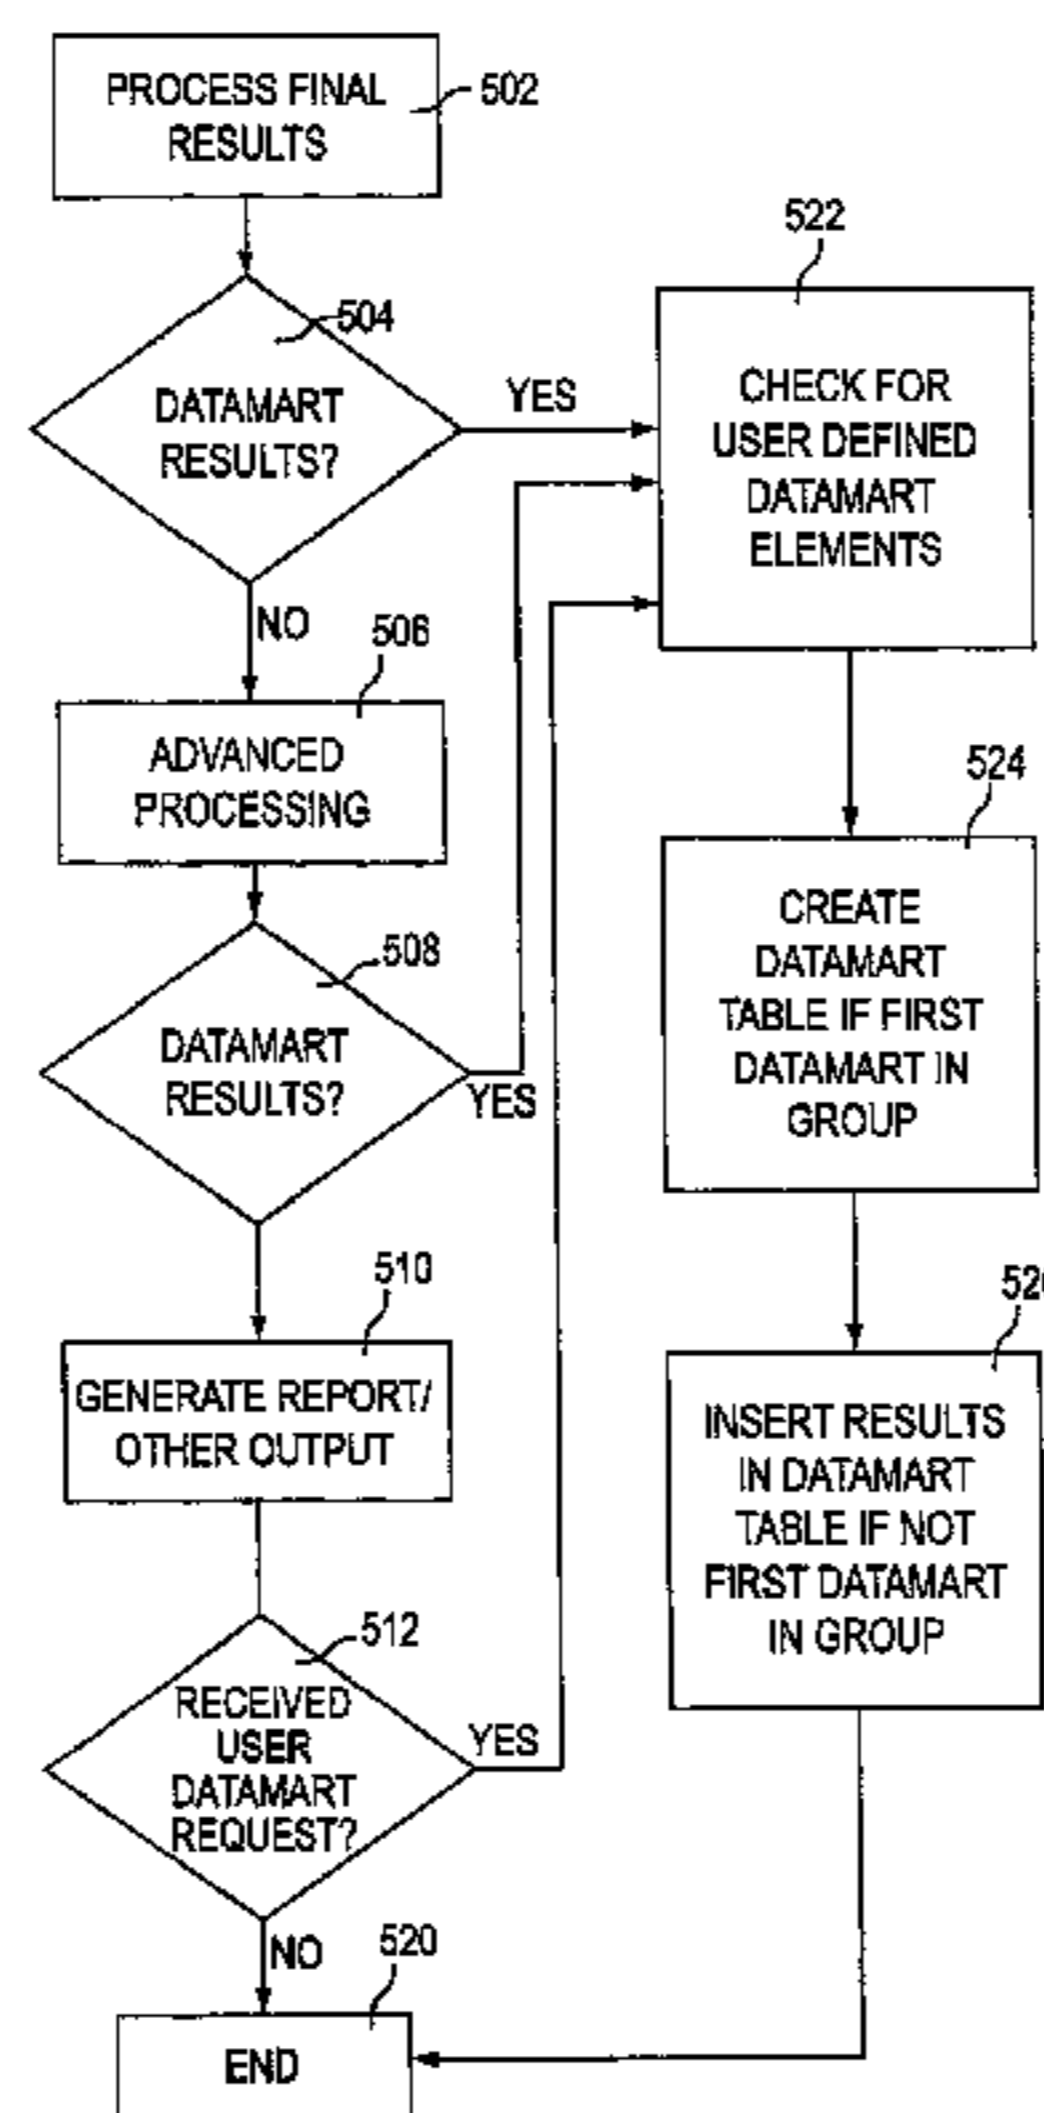 PROCESS FINAL
RESULTS
502
504
DATAMART
RESULTS?
YES
NO
506
ADVANCED
PROCESSING
508
DATAMART
RESULTS?
YES
510
GENERATE REPORT/
OTHER OUTPUT
512
RECEIVED
USER
DATAMART
REQUEST?
YES
NO
520
END
522
CHECK FOR
USER DEFINED
DATAMART
ELEMENTS
524
CREATE
DATAMART
TABLE IF FIRST
DATAMART IN
GROUP
INSERT RESULTS
IN DATAMART
TABLE IF NOT
FIRST DATAMART
IN GROUP